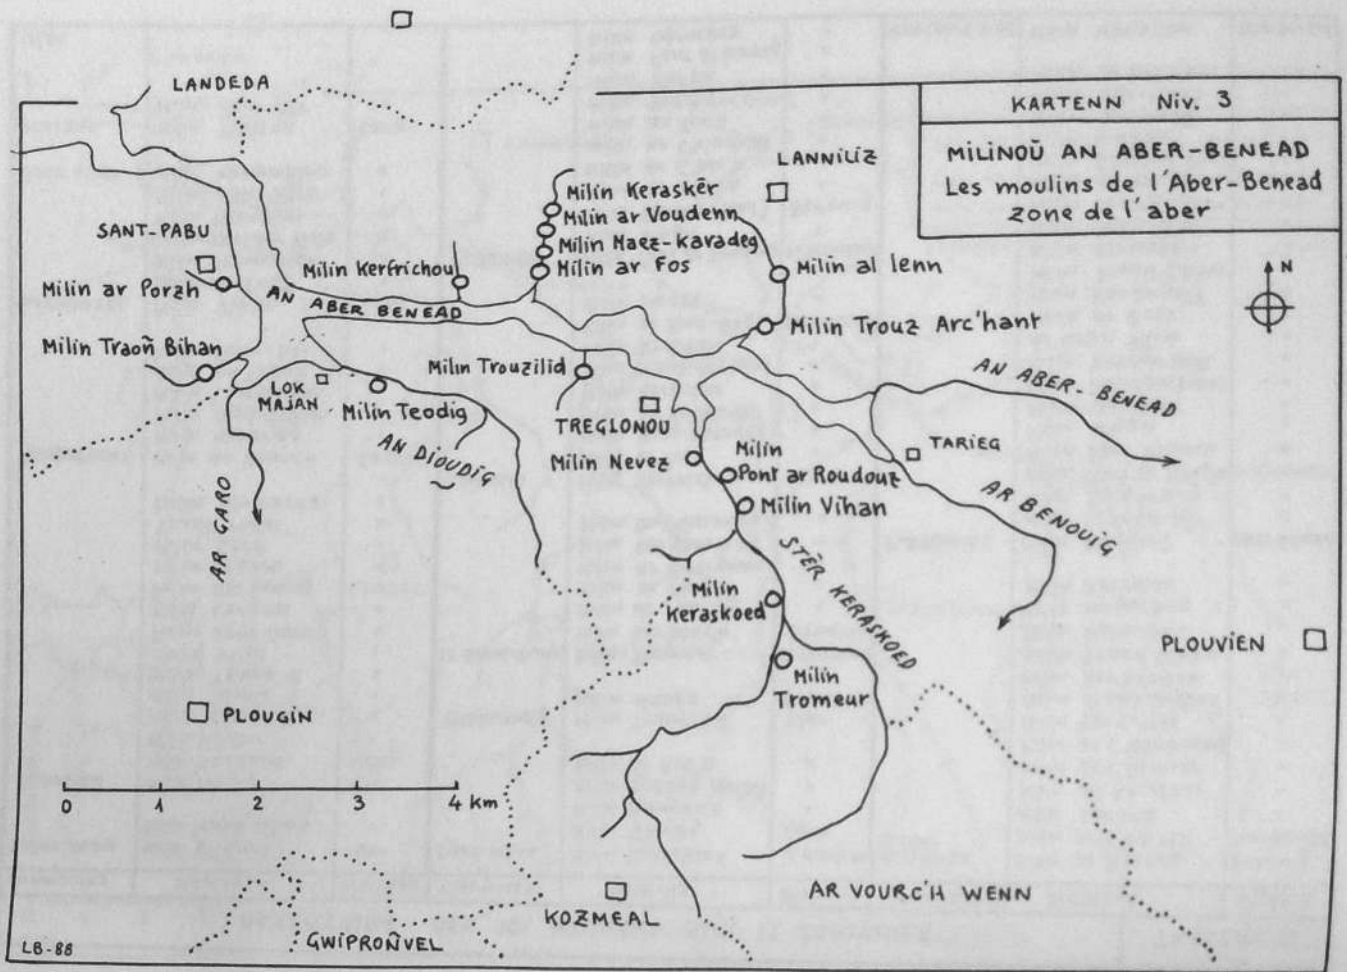 LANDEDA
KARTENN Niv. 3
MILINOÙ AN ABER-BENEAD
Les moulins de l'Aber-Benead
zone de l'aber
LANNILIZ
Milin Keraskêr
Milin ar Voudenn
Milin Maez-karadeg
Milin ar Fos
SANT-PABU
Milin kerfrichou
Milin al lenn
N
Milin ar Porzh
AN ABER BENEAD
Milin Trouz Arc'hant
Milin Traoñ Bihan
Milin Trouzilid
AN ABER-BENEAD
LOK
MAJAN
Milin Teodig
TREGLONOU
TARIEG
AN DIOUDIG
Milin Nevez
Milin
Pont ar Roudouz
AR BENOUIG
Milin Vihan
AR GARO
STÊR KERASKOED
Milin
keraskoed
PLOUVIEN
Milin
Tromeur
PLOUGIN
0 1 2 3 4 km
KOZMEAL
AR VOURC'H WENN
GWIPROÑVEL
LB-88